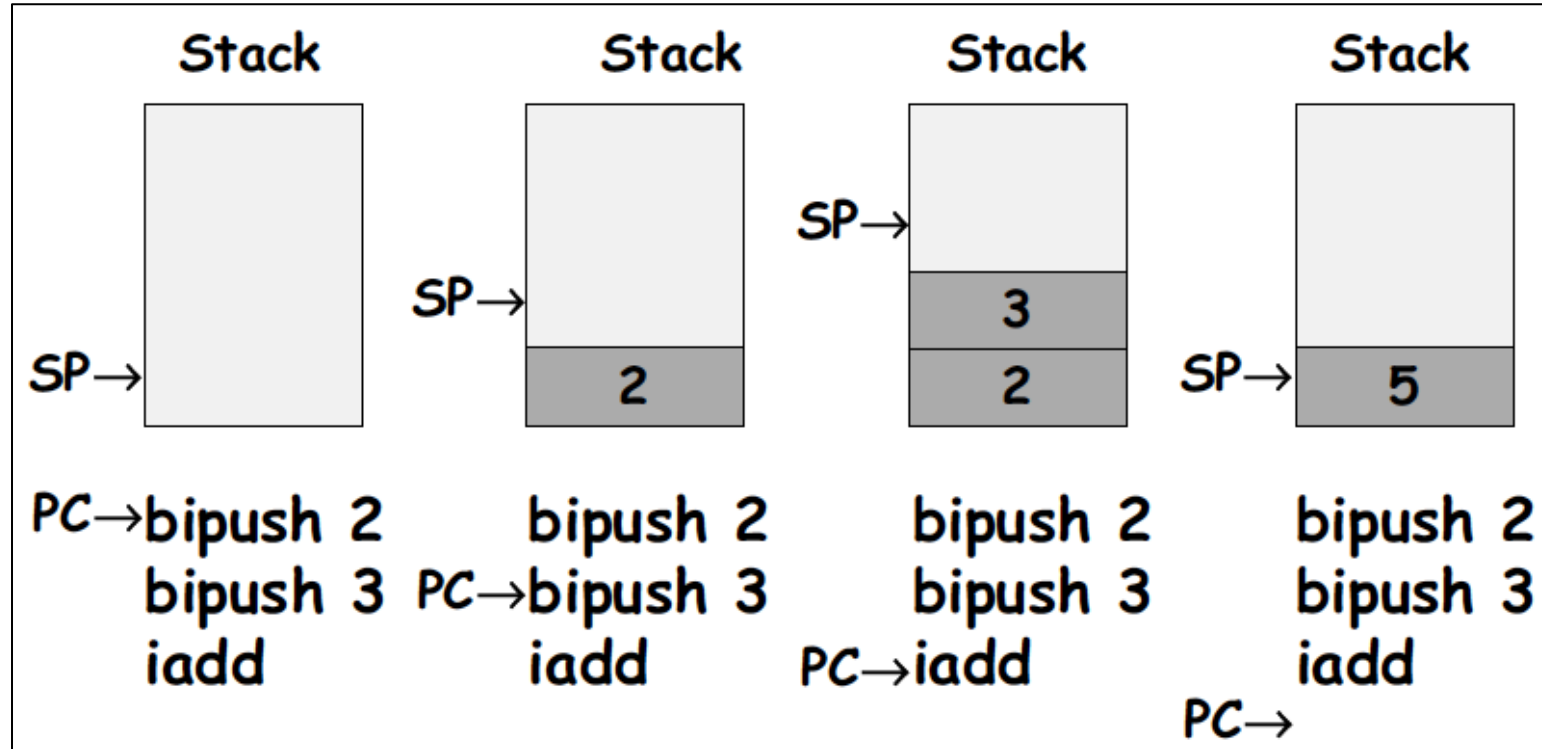 Stack
SP→
PC→bipush 2
bipush 3
iadd
Stack
SP→
2
bipush 2
PC→bipush 3
iadd
Stack
SP→
3
2
bipush 2
bipush 3
PC→iadd
Stack
SP→ 5
bipush 2
bipush 3
iadd
PC→